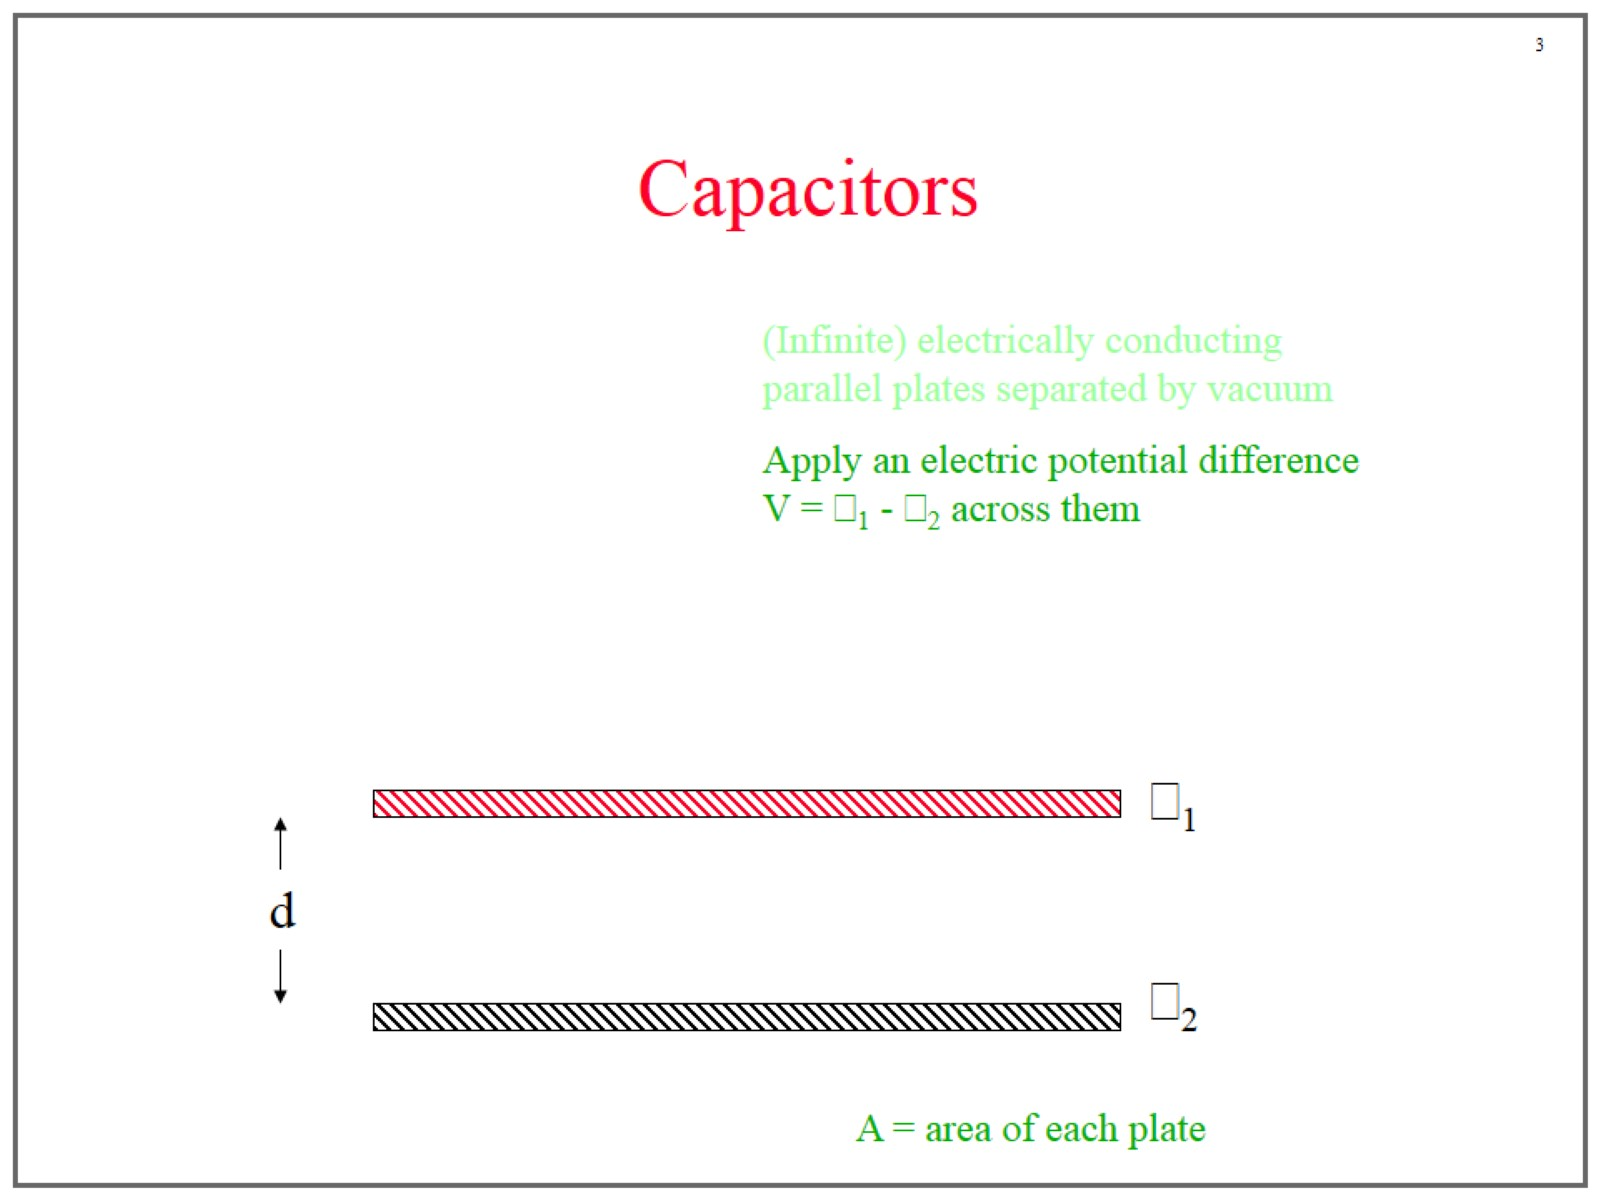 3
Capacitors
(Infinite) electrically conducting
parallel plates separated by vacuum
Apply an electric potential difference
V = □₁ - □₂ across them
□₁
d
□₂
A = area of each plate